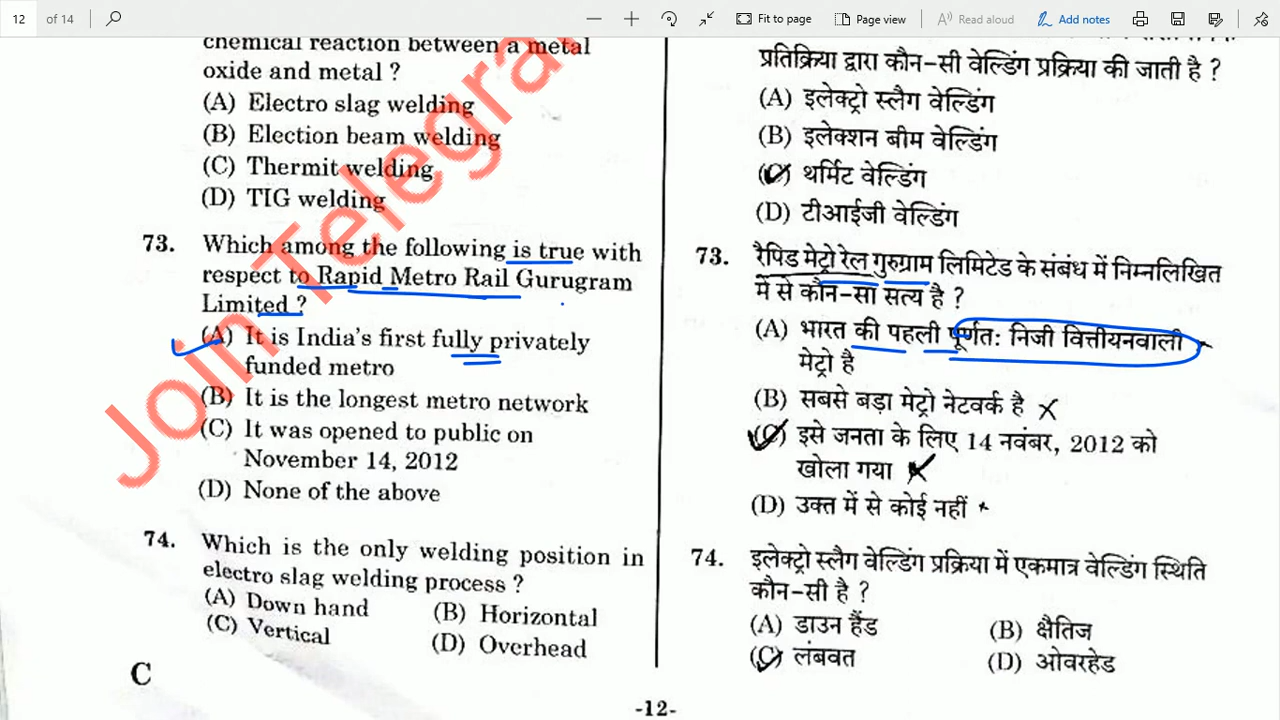 12 of 14
Fit to page
Page view
Read aloud
Add notes
chemical reaction between a metal
oxide and metal ?
(A) Electro slag welding
(B) Election beam welding
(C) Thermit welding
(D) TIG welding
73. Which among the following is true with
respect to Rapid Metro Rail Gurugram
Limited ?
(A) It is India's first fully privately
funded metro
(B) It is the longest metro network
(C) It was opened to public on
November 14, 2012
(D) None of the above
74. Which is the only welding position in
electro slag welding process ?
(A) Down hand (B) Horizontal
(C) Vertical (D) Overhead
C
प्रतिक्रिया द्वारा कौन-सी वेल्डिंग प्रक्रिया की जाती है ?
(A) इलेक्ट्रो स्लैग वेल्डिंग
(B) इलेक्शन बीम वेल्डिंग
(C) थर्मिट वेल्डिंग
(D) टीआईजी वेल्डिंग
73. रैपिड मेट्रो रेल गुरुग्राम लिमिटेड के संबंध में निम्नलिखित
में से कौन-सा सत्य है ?
(A) भारत की पहली पूर्णत: निजी वित्तीयनवाली
मेट्रो है
(B) सबसे बड़ा मेट्रो नेटवर्क है
(C) इसे जनता के लिए 14 नवंबर, 2012 को
खोला गया
(D) उक्त में से कोई नहीं
74. इलेक्ट्रो स्लैग वेल्डिंग प्रक्रिया में एकमात्र वेल्डिंग स्थिति
कौन-सी है ?
(A) डाउन हैंड (B) क्षैतिज
(C) लंबवत (D) ओवरहेड
-12-
Join Telegra